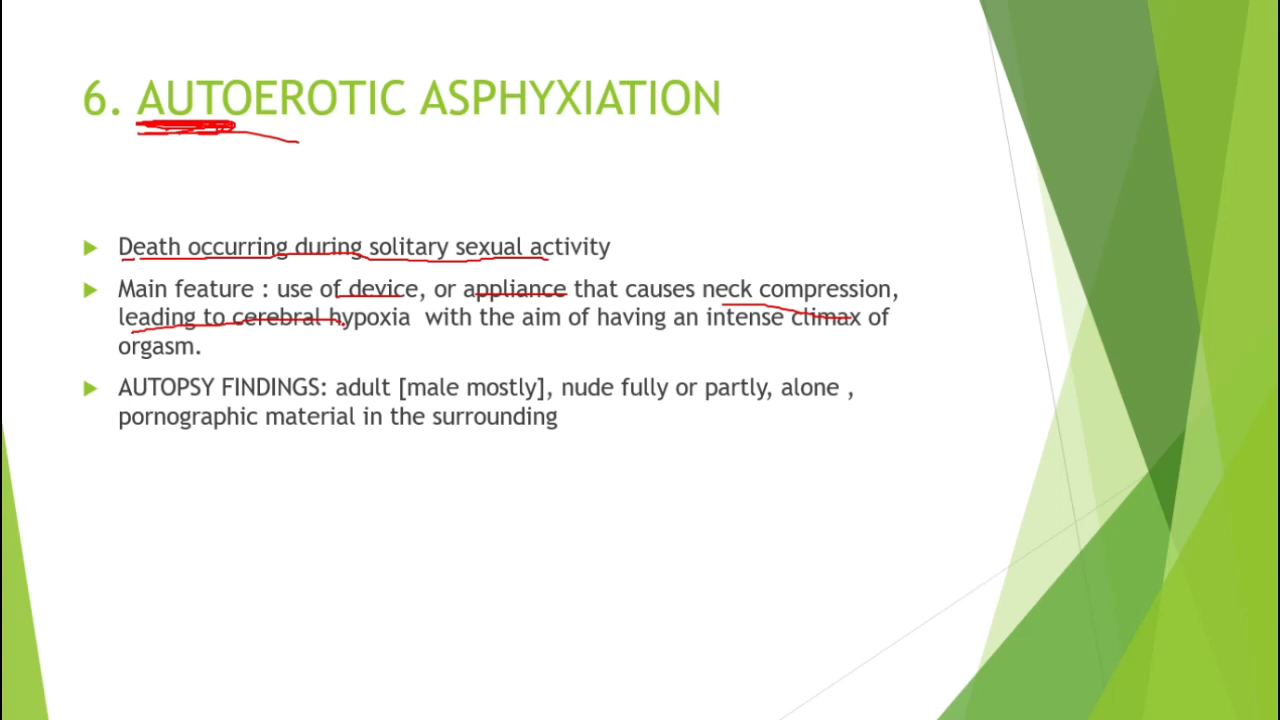 6. AUTOEROTIC ASPHYXIATION
Death occurring during solitary sexual activity
Main feature : use of device, or appliance that causes neck compression,
leading to cerebral hypoxia with the aim of having an intense climax of
orgasm.
AUTOPSY FINDINGS: adult [male mostly], nude fully or partly, alone ,
pornographic material in the surrounding